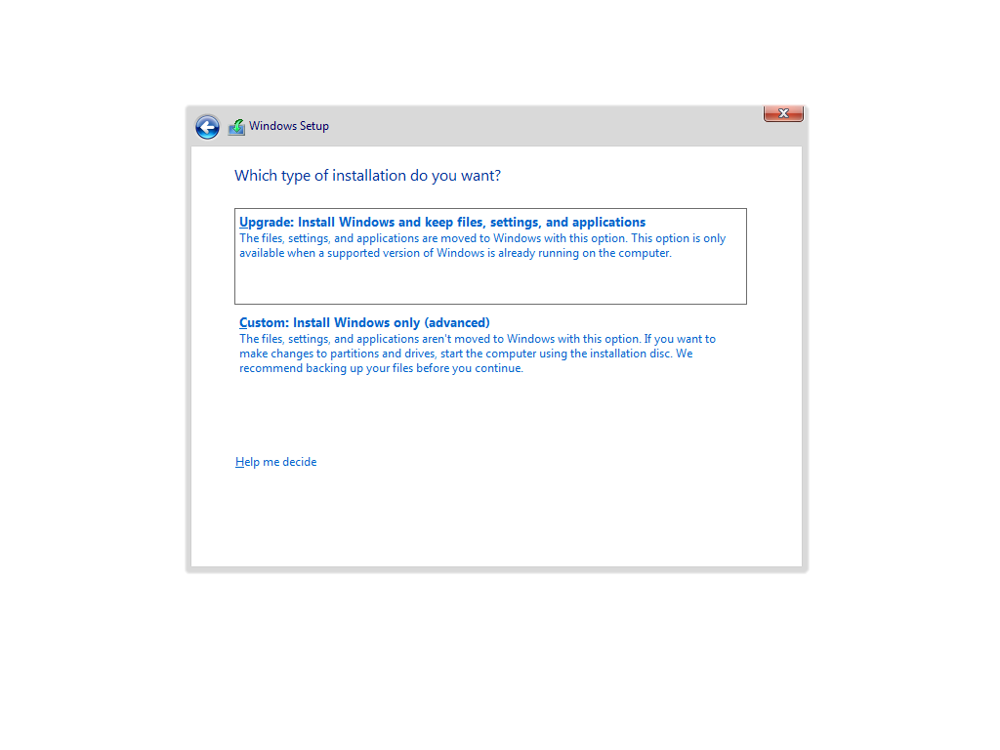 Windows Setup
Which type of installation do you want?
Upgrade: Install Windows and keep files, settings, and applications
The files, settings, and applications are moved to Windows with this option. This option is only
available when a supported version of Windows is already running on the computer.
Custom: Install Windows only (advanced)
The files, settings, and applications aren't moved to Windows with this option. If you want to
make changes to partitions and drives, start the computer using the installation disc. We
recommend backing up your files before you continue.
Help me decide